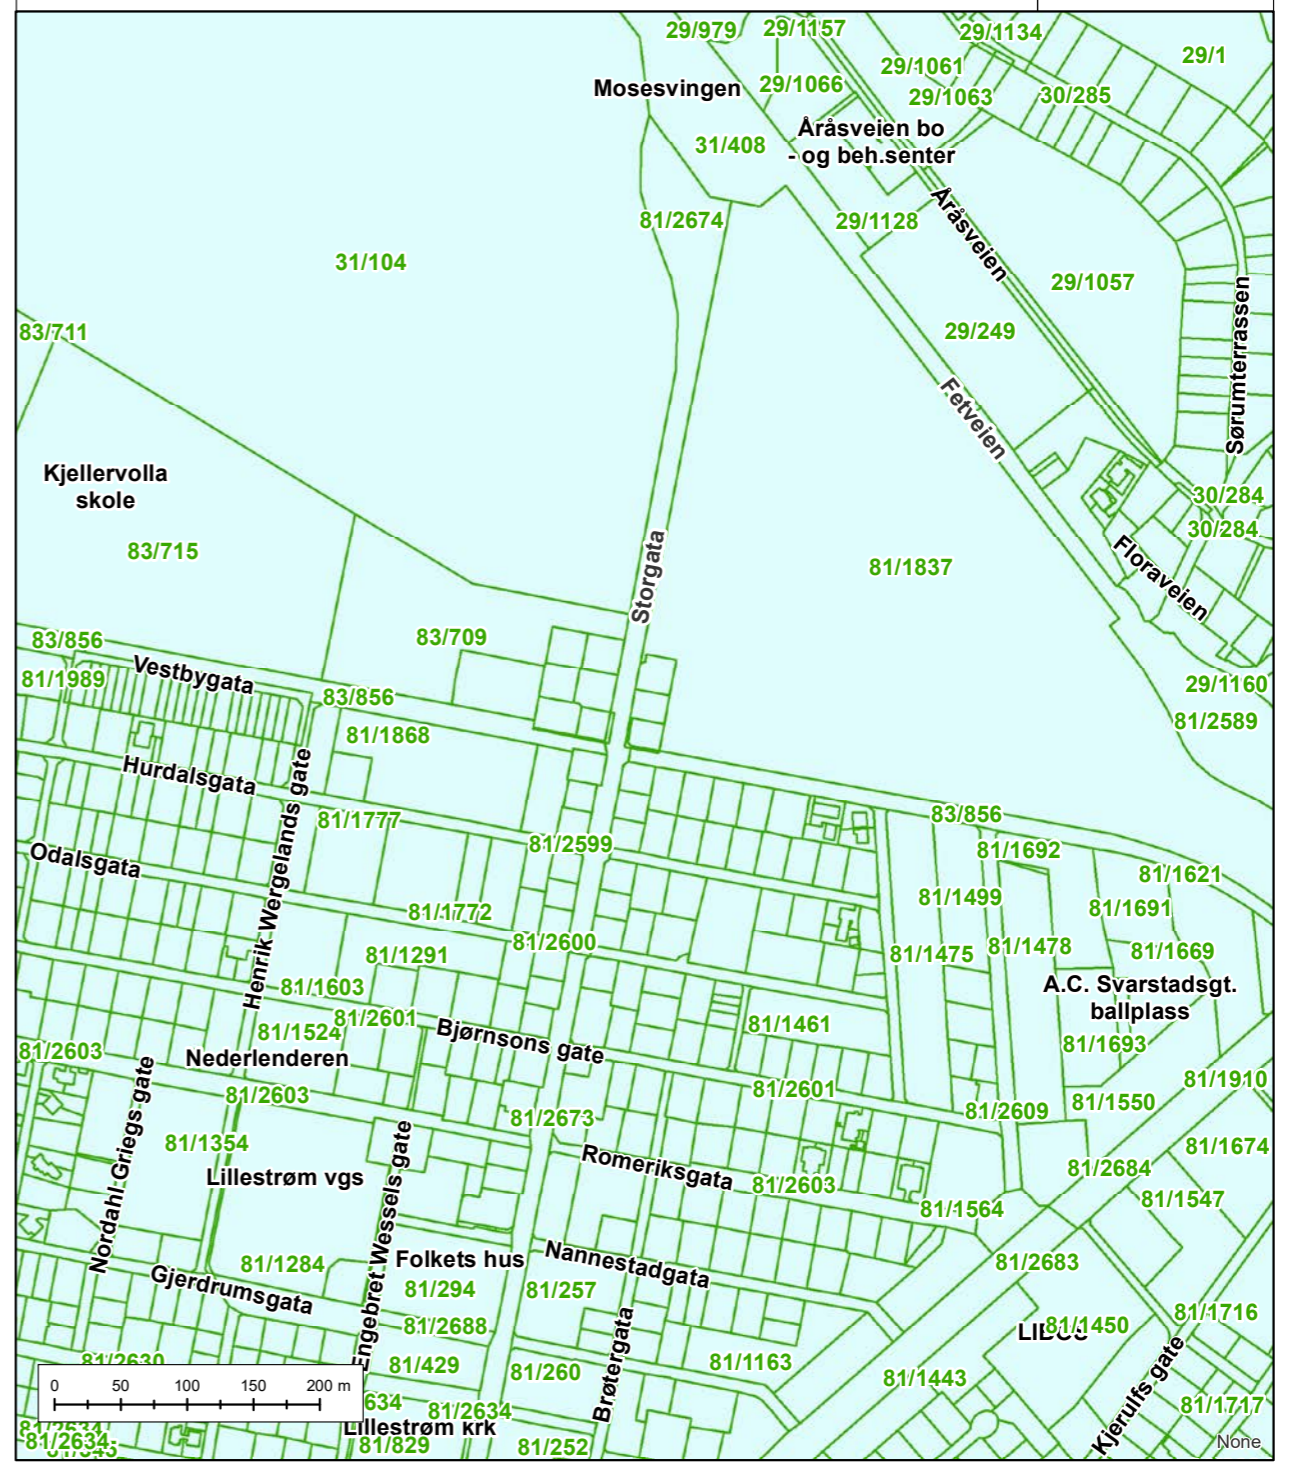 29/979
29/1157
29/1134
29/1
29/1061
Mosesvingen
29/1066
29/1063
30/285
Åråsveien bo
- og beh.senter
31/408
81/2674
29/1128
Åråsveien
31/104
29/1057
83/711
29/249
Sørumterrassen
Fetveien
Kjellervolla
skole
30/284
30/284
83/715
Storgata
81/1837
Floraveien
83/856
83/709
Vestbygata
81/1989
83/856
29/1160
81/2589
81/1868
Hurdalsgata
81/1777
83/856
81/2599
81/1692
Odalsgata
Henrik Wergelands gate
81/1621
81/1499
81/1691
81/1772
81/2600
81/1291
81/1475
81/1478
81/1669
81/1603
A.C. Svarstadsgt.
ballplass
81/2601
81/1524
Bjørnsons gate
81/1461
81/1693
81/2603
Nederlenderen
81/1910
81/2603
81/2601
81/2609
81/1550
81/2673
81/1354
Nordahl Griegs gate
Romeriksgata
81/1674
Lillestrøm vgs
81/2684
81/2603
81/1547
Engebret Wessels gate
81/1564
81/1284
Folkets hus
Nannestadgata
81/2683
Gjerdrumsgata
81/294
81/257
81/1716
81/2688
81/1450
Brøtergata
81/2630
81/429
81/260
81/1163
81/1443
Kjerulfs gate
0 50 100 150 200 m
634
81/2634
81/1717
Lillestrøm krk
81/2634
81/2634
81/829
81/252
None